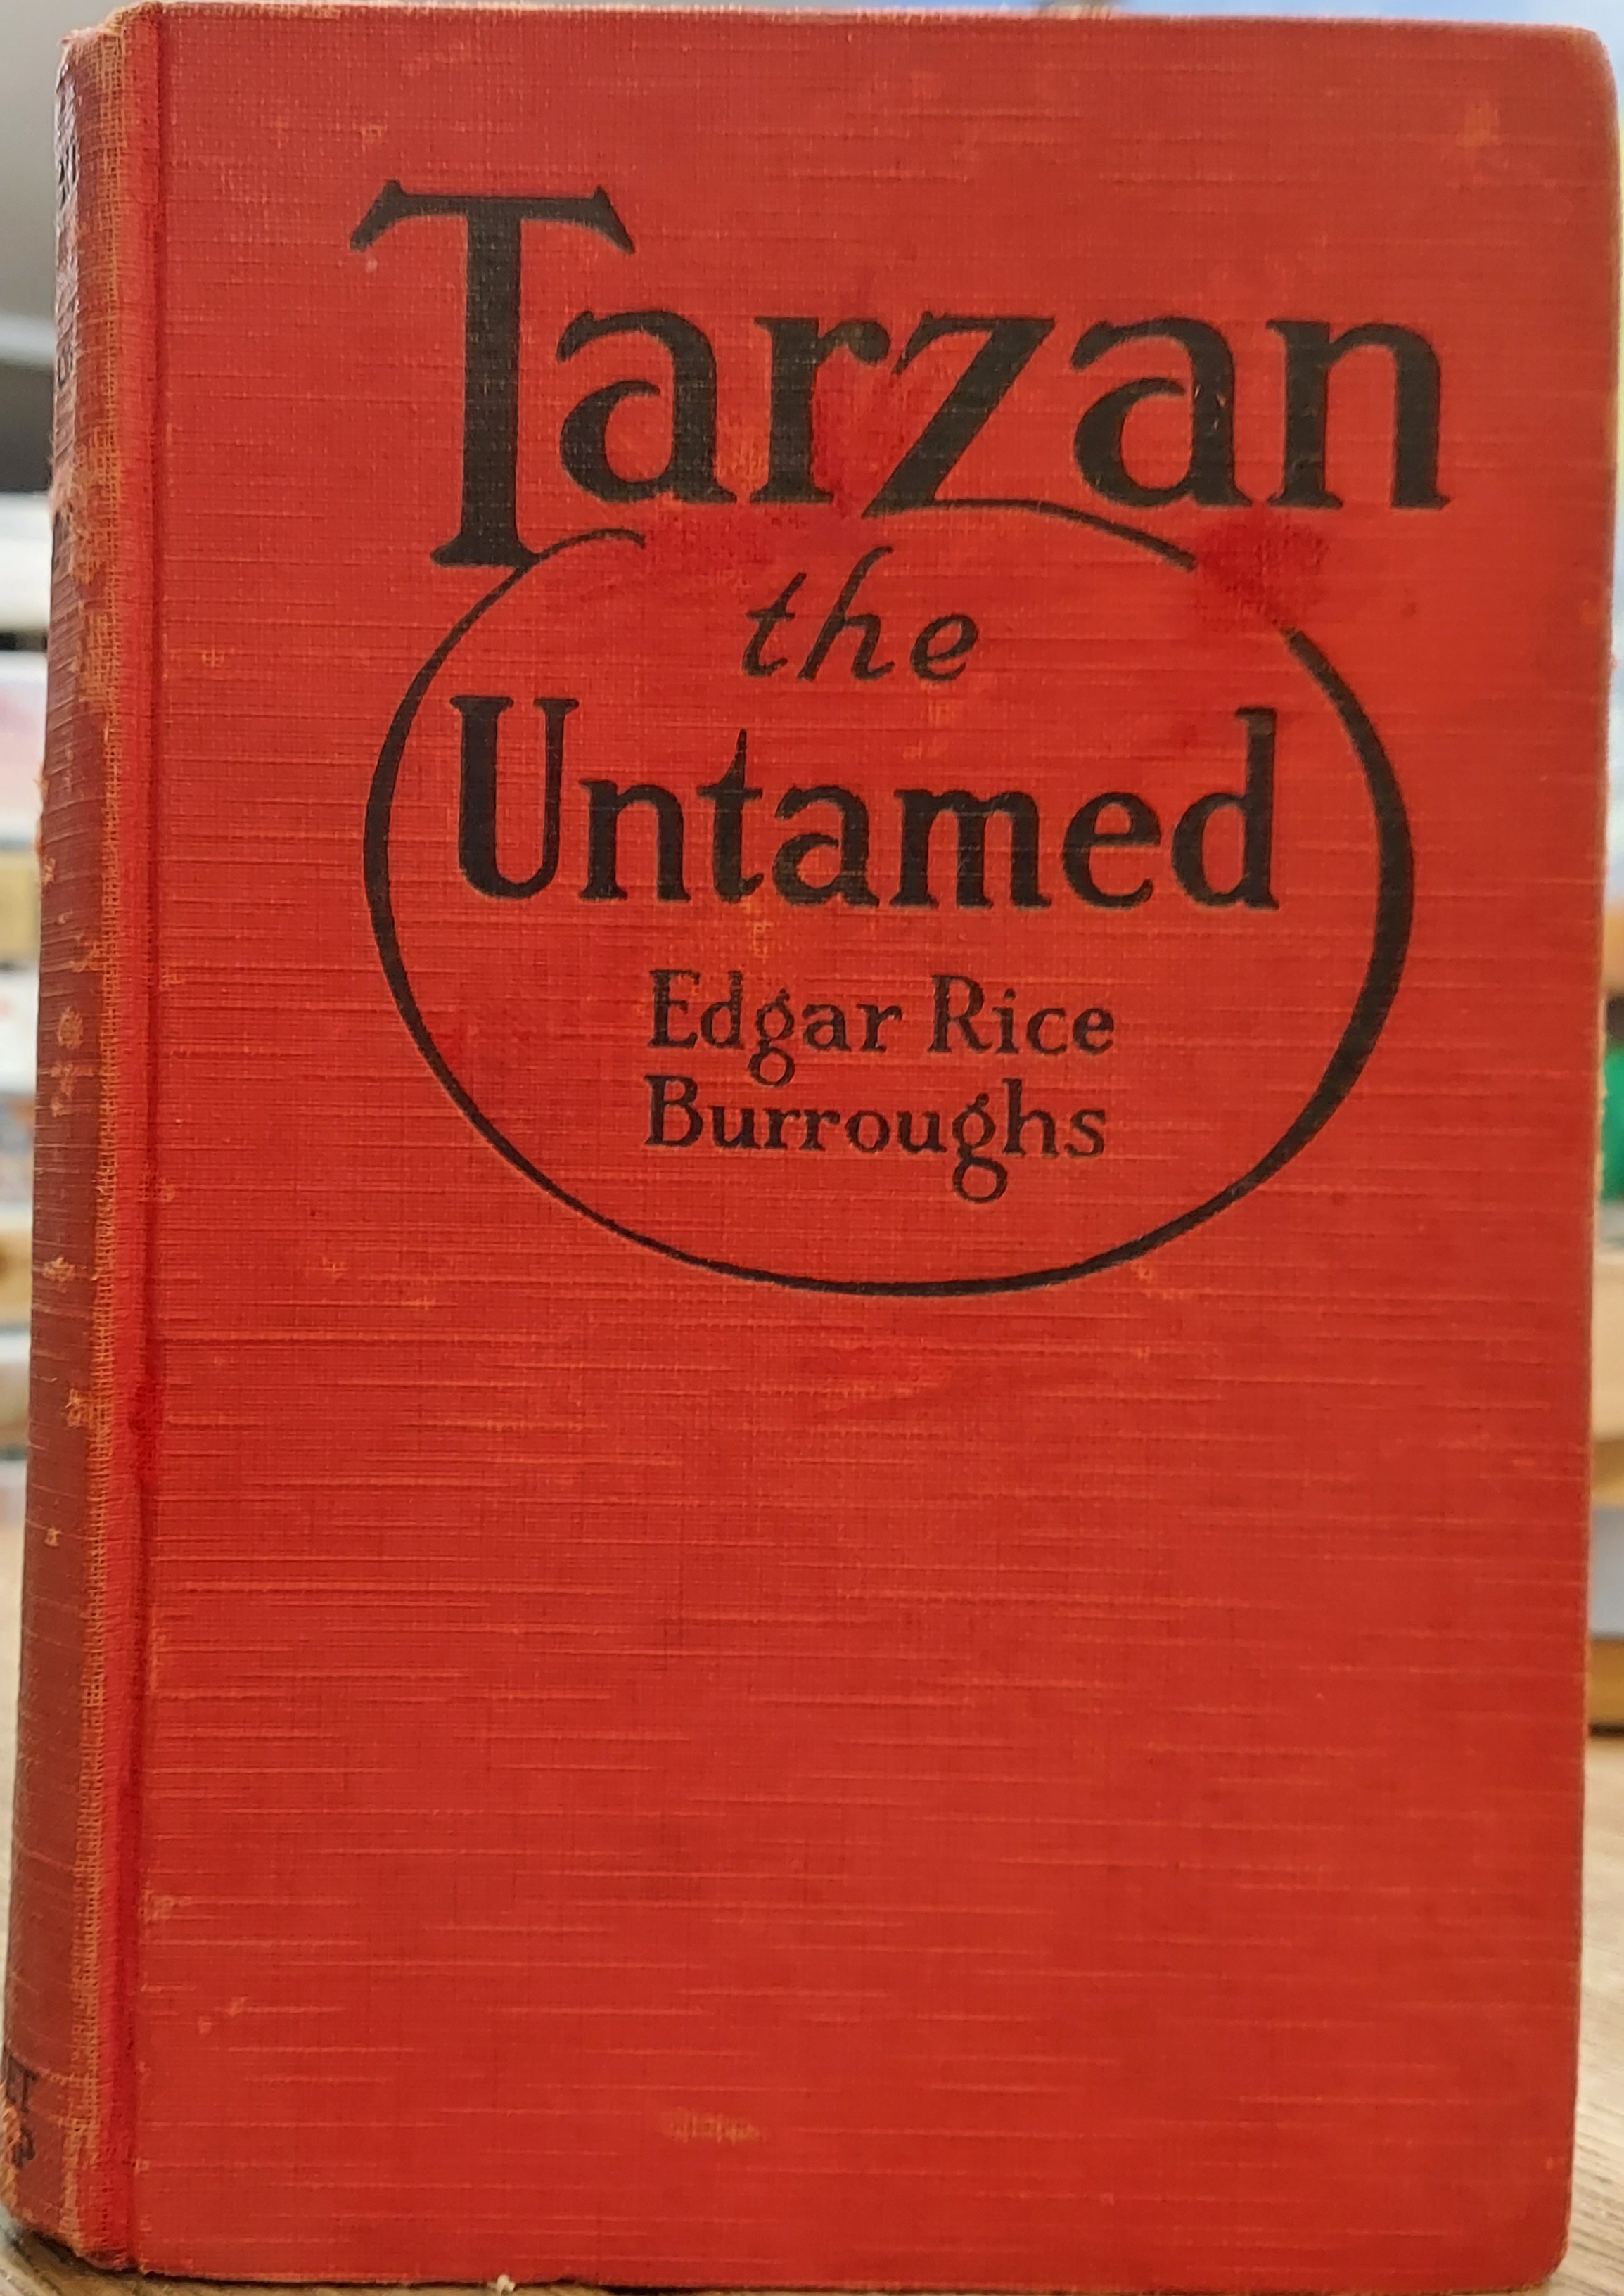 Tarzan
the
Untamed
Edgar Rice
Burroughs